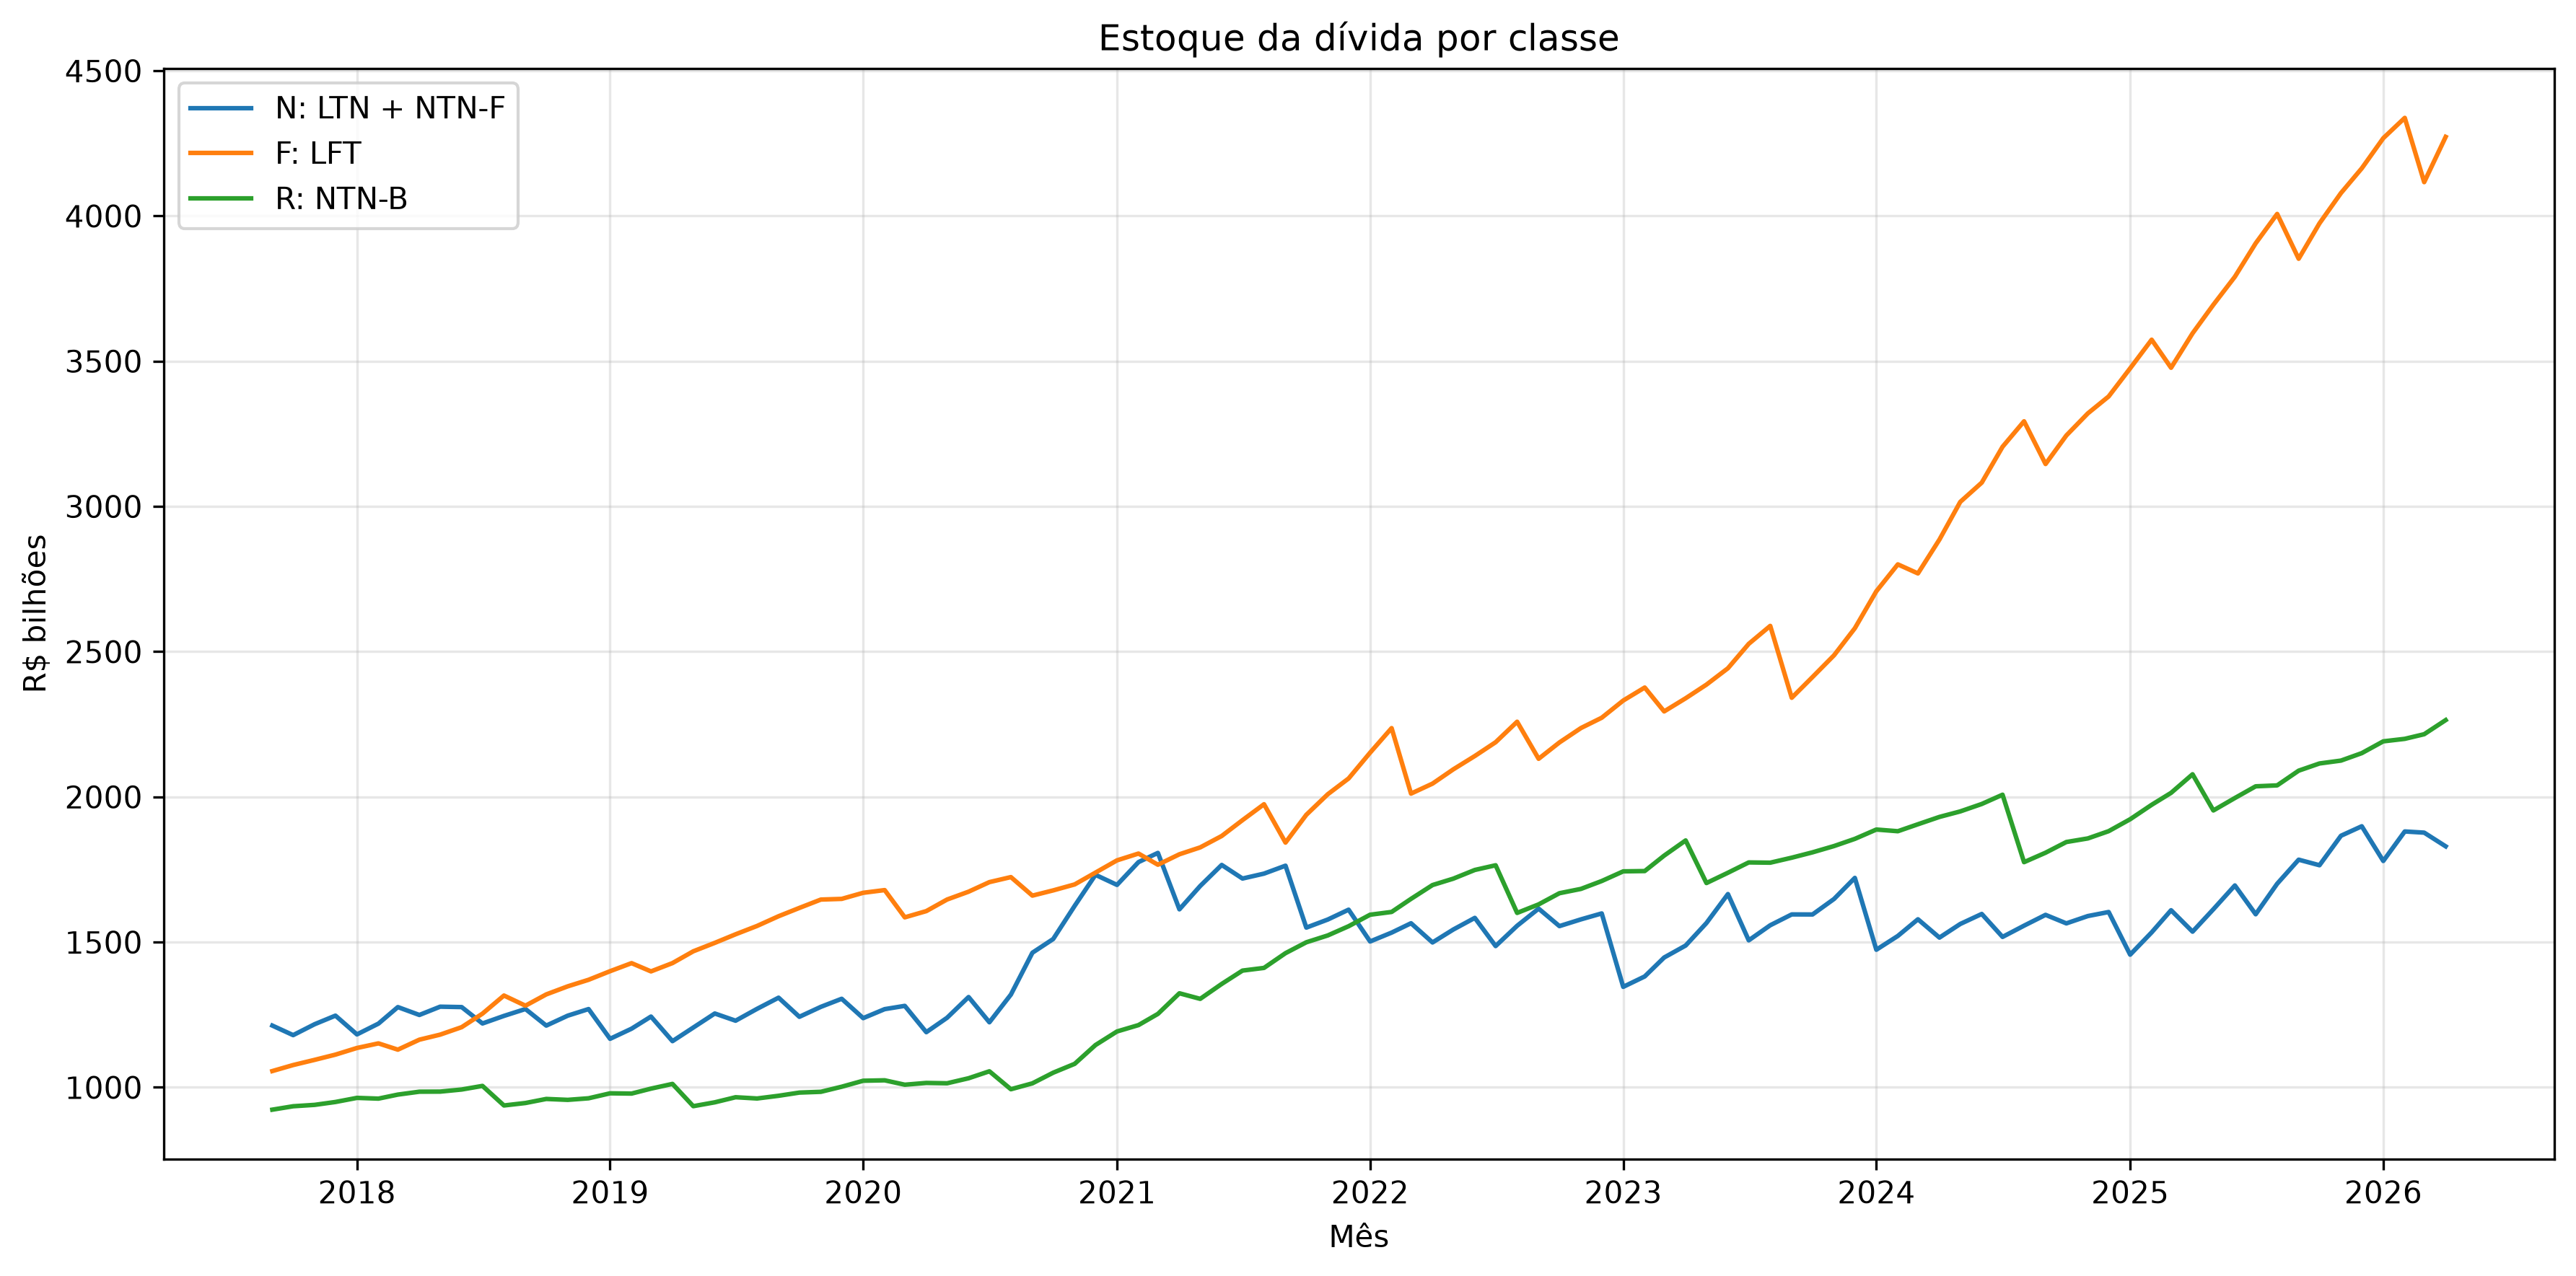 Estoque da dívida por classe
4500
4000
3500
3000
2500
2000
1500
1000
R$ bilhões
N: LTN + NTN-F
F: LFT
R: NTN-B
2018 2019 2020 2021 2022 2023 2024 2025 2026
Mês